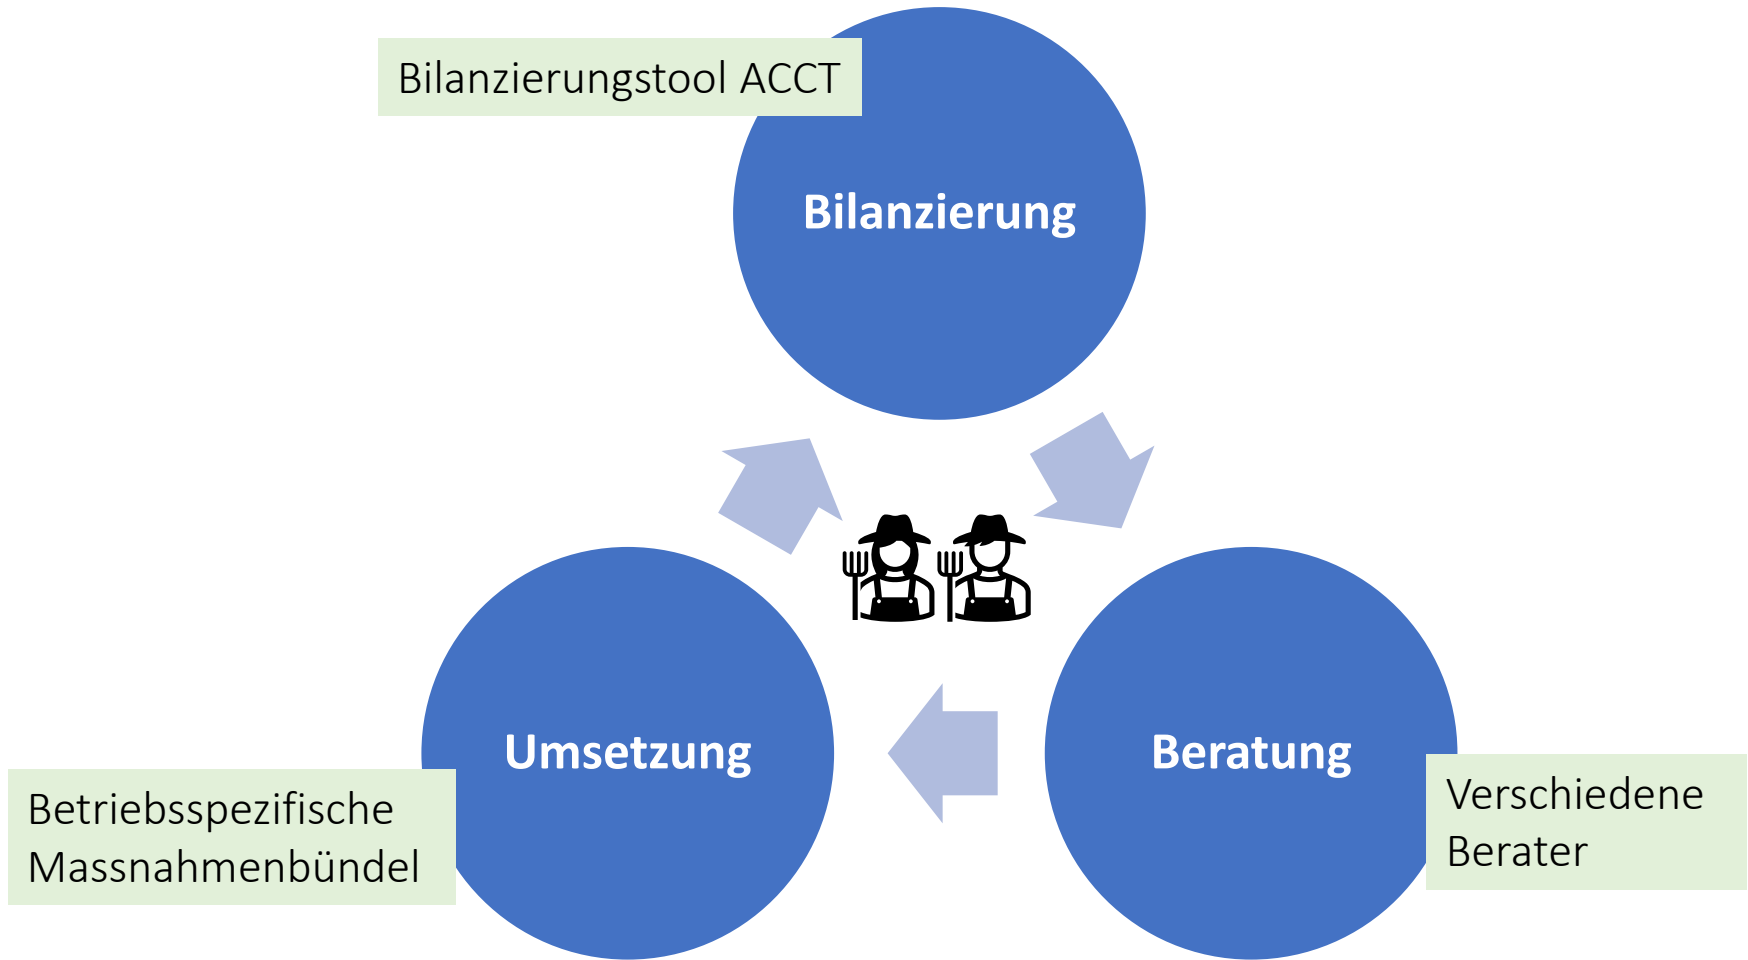 Bilanzierungstool ACCT
Bilanzierung
Umsetzung
Beratung
Betriebsspezifische
Massnahmenbündel
Verschiedene
Berater